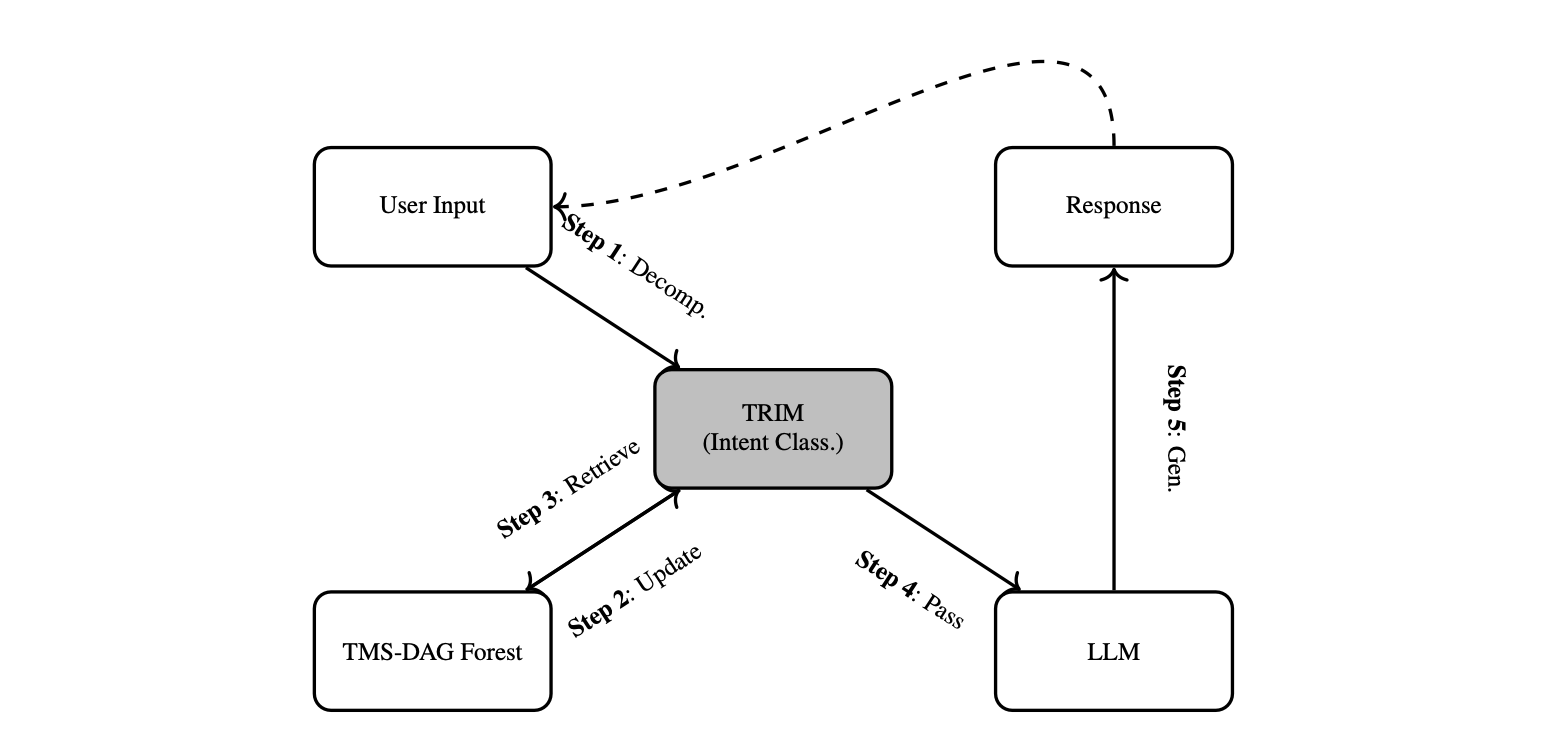 User Input
Response
Step 1: Decomp.
TRIM
(Intent Class.)
Step 3: Retrieve
Step 2: Update
Step 4: Pass
Step 5: Gen.
TMS-DAG Forest
LLM